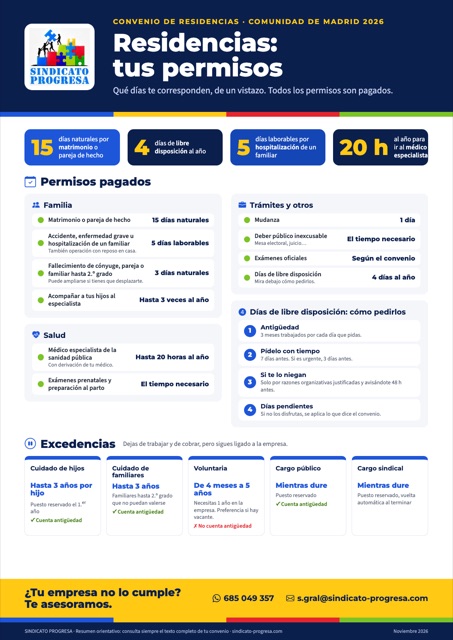 CONVENIO DE RESIDENCIAS · COMUNIDAD DE MADRID 2026
SINDICATO
PROGRESA
Residencias:
tus permisos
Qué días te corresponden, de un vistazo. Todos los permisos son pagados.
15 días naturales por
matrimonio o
pareja de hecho
4 días de libre
disposición al año
5 días laborables por
hospitalización de un
familiar
20 h al año para
ir al médico
especialista
Permisos pagados
Familia
Matrimonio o pareja de hecho 15 días naturales
Accidente, enfermedad grave u
hospitalización de un familiar 5 días laborables
También operación con reposo en casa.
Fallecimiento de cónyuge, pareja o
familiar hasta 2.º grado 3 días naturales
Puede ampliarse si tienes que desplazarte.
Acompañar a tus hijos al
especialista Hasta 3 veces al año
Salud
Médico especialista de la
sanidad pública Hasta 20 horas al año
Con derivación de tu médico.
Exámenes prenatales y
preparación al parto El tiempo necesario
Trámites y otros
Mudanza 1 día
Deber público inexcusable El tiempo necesario
Mesa electoral, juicio...
Exámenes oficiales Según el convenio
Días de libre disposición 4 días al año
Mira debajo cómo pedirlos.
Días de libre disposición: cómo pedirlos
1 Antigüedad
3 meses trabajados por cada día que pidas.
2 Pídelo con tiempo
7 días antes. Si es urgente, 3 días antes.
3 Si te lo niegan
Solo por razones organizativas justificadas y avisándote 48 h
antes.
4 Días pendientes
Si no los disfrutas, se aplica lo que dice el convenio.
Excedencias Dejas de trabajar y de cobrar, pero sigues ligado a la empresa.
Cuidado de hijos
Hasta 3 años por
hijo
Puesto reservado el 1.er
año
✓ Cuenta antigüedad
Cuidado de
familiares
Hasta 3 años
Familiares hasta 2.º grado
que no puedan valerse
✓ Cuenta antigüedad
Voluntaria
De 4 meses a 5
años
Necesitas 1 año en la
empresa. Preferencia si hay
vacante.
✗ No cuenta antigüedad
Cargo público
Mientras dure
Puesto reservado
✓ Cuenta antigüedad
Cargo sindical
Mientras dure
Puesto reservado, vuelta
automática al terminar
¿Tu empresa no lo cumple?
Te asesoramos.
685 049 357
s.gral@sindicato-progresa.com
SINDICATO PROGRESA · Resumen orientativo: consulta siempre el texto completo de tu convenio · sindicato-progresa.com
Noviembre 2026